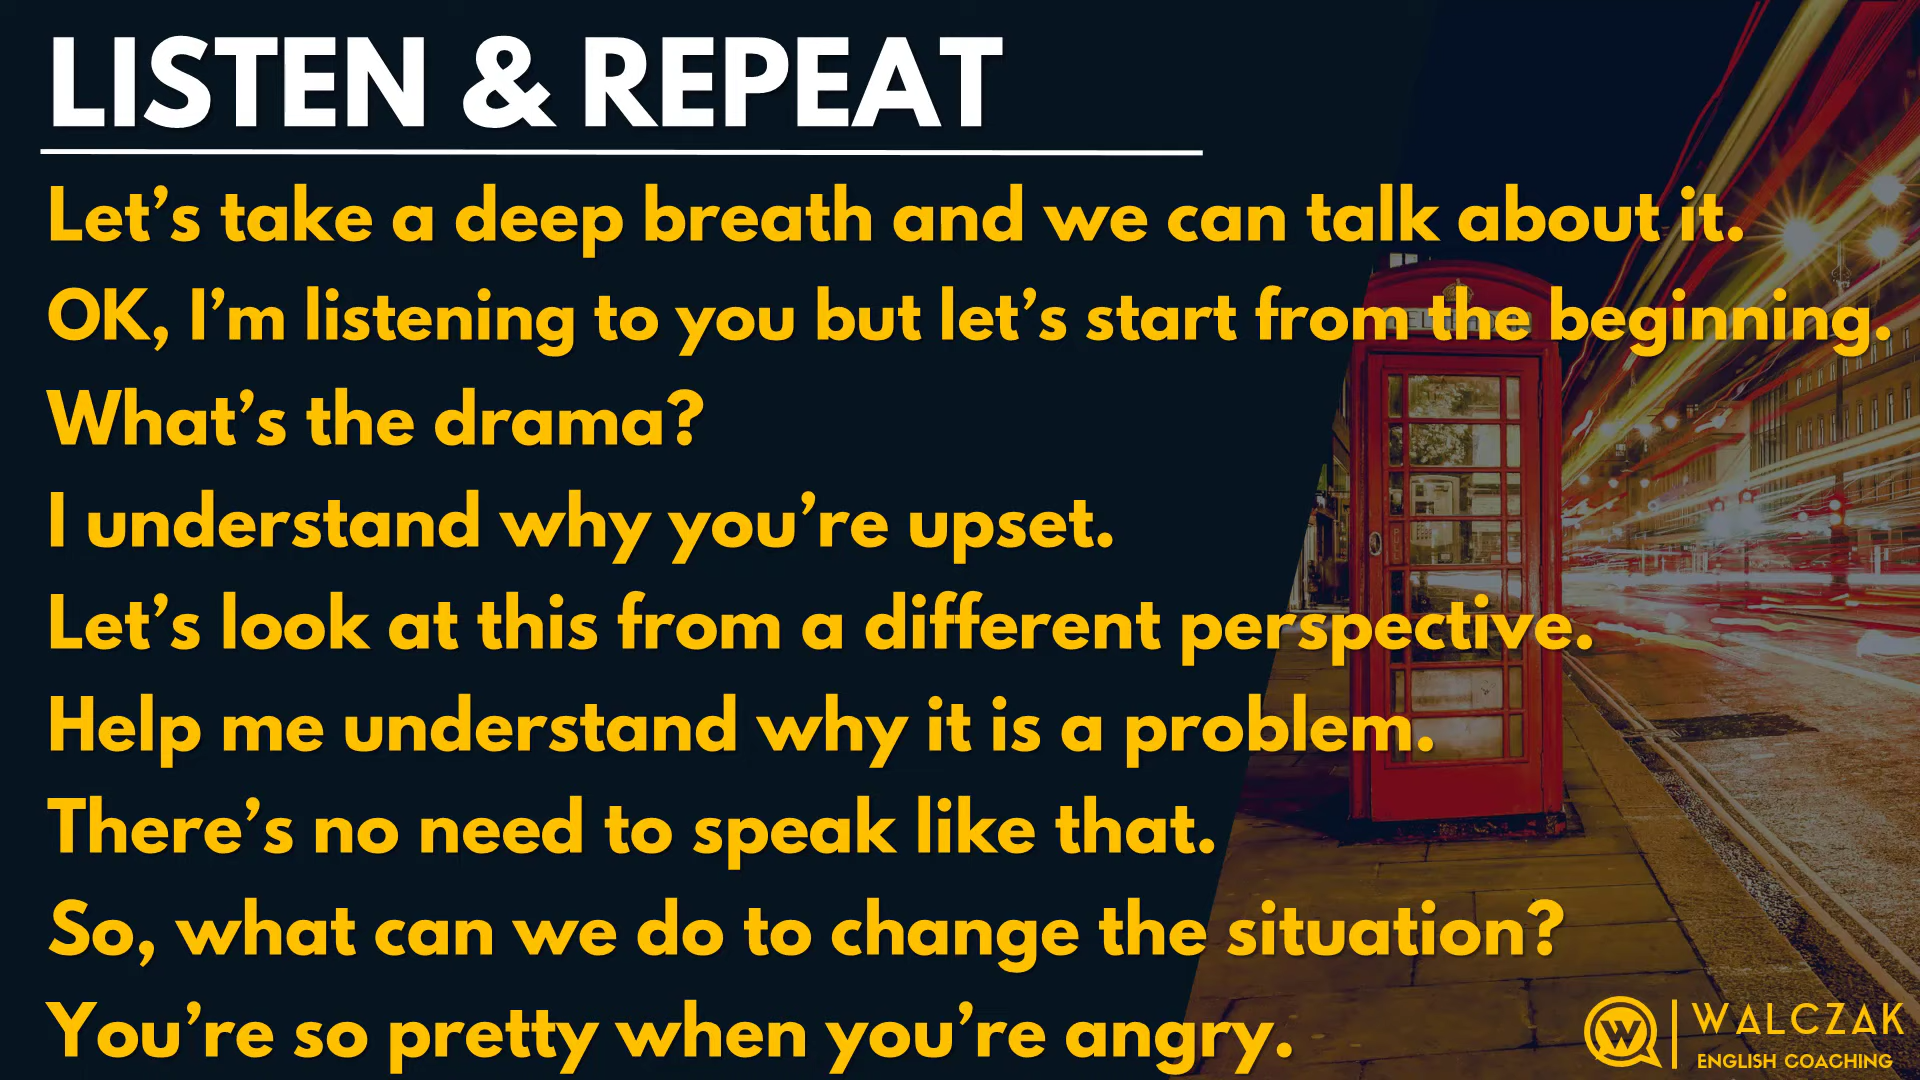 LISTEN & REPEAT
Let's take a deep breath and we can talk about it.
OK, I'm listening to you but let's start from the beginning.
What's the drama?
I understand why you're upset.
Let's look at this from a different perspective.
Help me understand why it is a problem.
There's no need to speak like that.
So, what can we do to change the situation?
You're so pretty when you're angry.
W
WALCZAK
ENGLISH COACHING